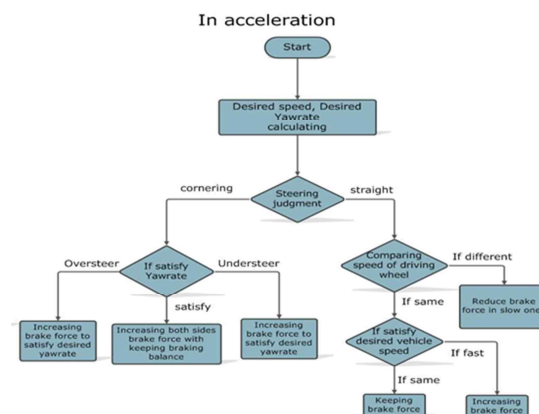 In acceleration
Start
Desired speed, Desired
Yawrate
calculating
cornering
Steering
judgment
straight
Oversteer
If satisfy
Yawrate
Understeer
satisfy
Comparing
speed of driving
wheel
If different
Increasing
brake force to
satisfy desired
yawrate
Increasing both sides
brake force with
keeping braking
balance
Increasing
brake force to
satisfy desired
yawrate
If same
Reduce brake
force in slow one
If satisfy
desired vehicle
speed
If fast
If same
Keeping
brake force
Increasing
brake force